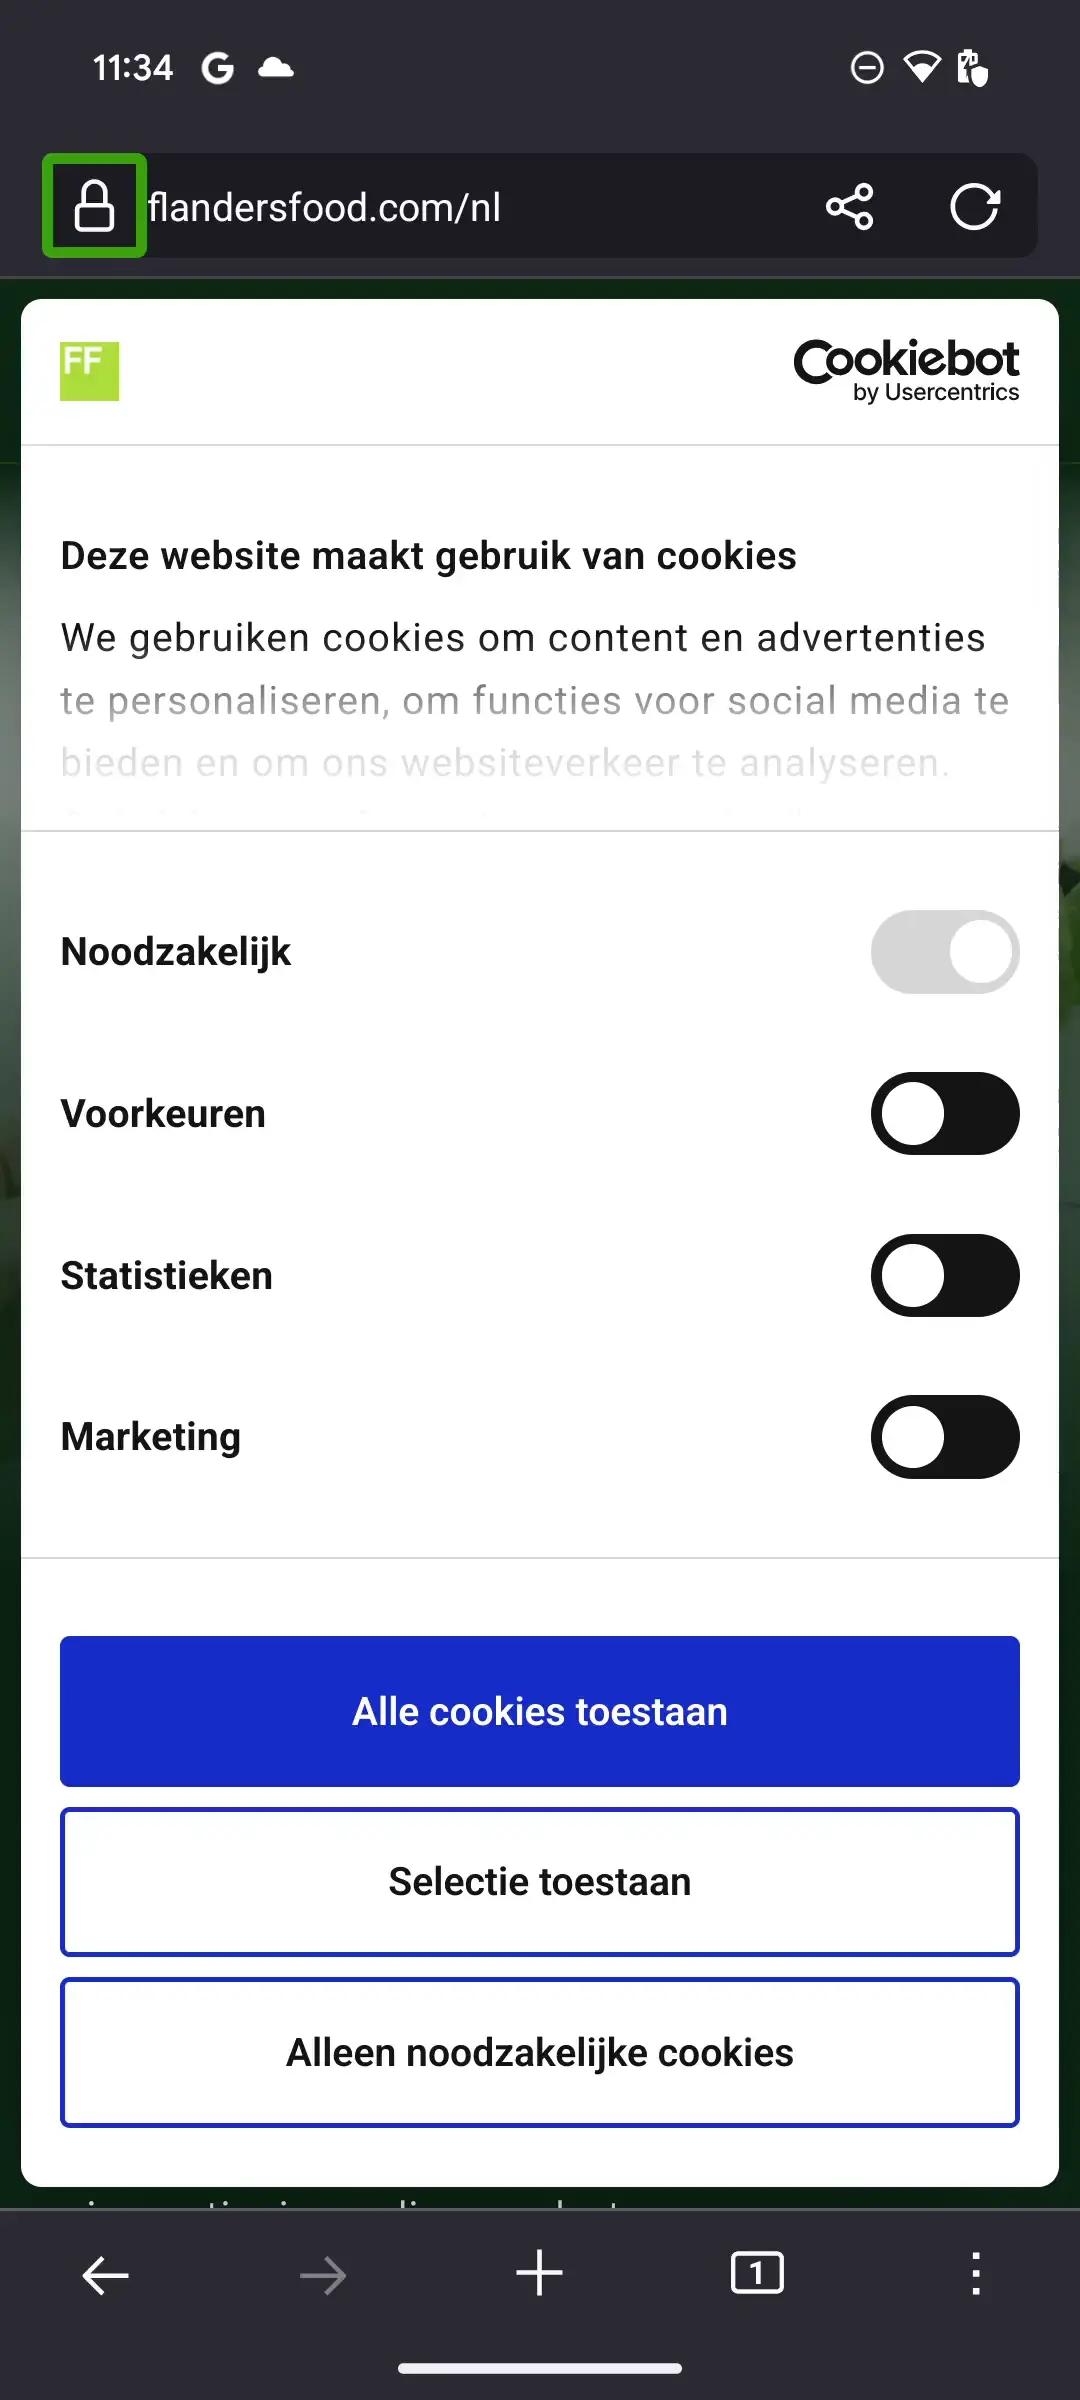 11:34
flandersfood.com/nl
FF
Cookiebot
by Usercentrics
Deze website maakt gebruik van cookies
We gebruiken cookies om content en advertenties
te personaliseren, om functies voor social media te
bieden en om ons websiteverkeer te analyseren.
Noodzakelijk
Voorkeuren
Statistieken
Marketing
Alle cookies toestaan
Selectie toestaan
Alleen noodzakelijke cookies
1